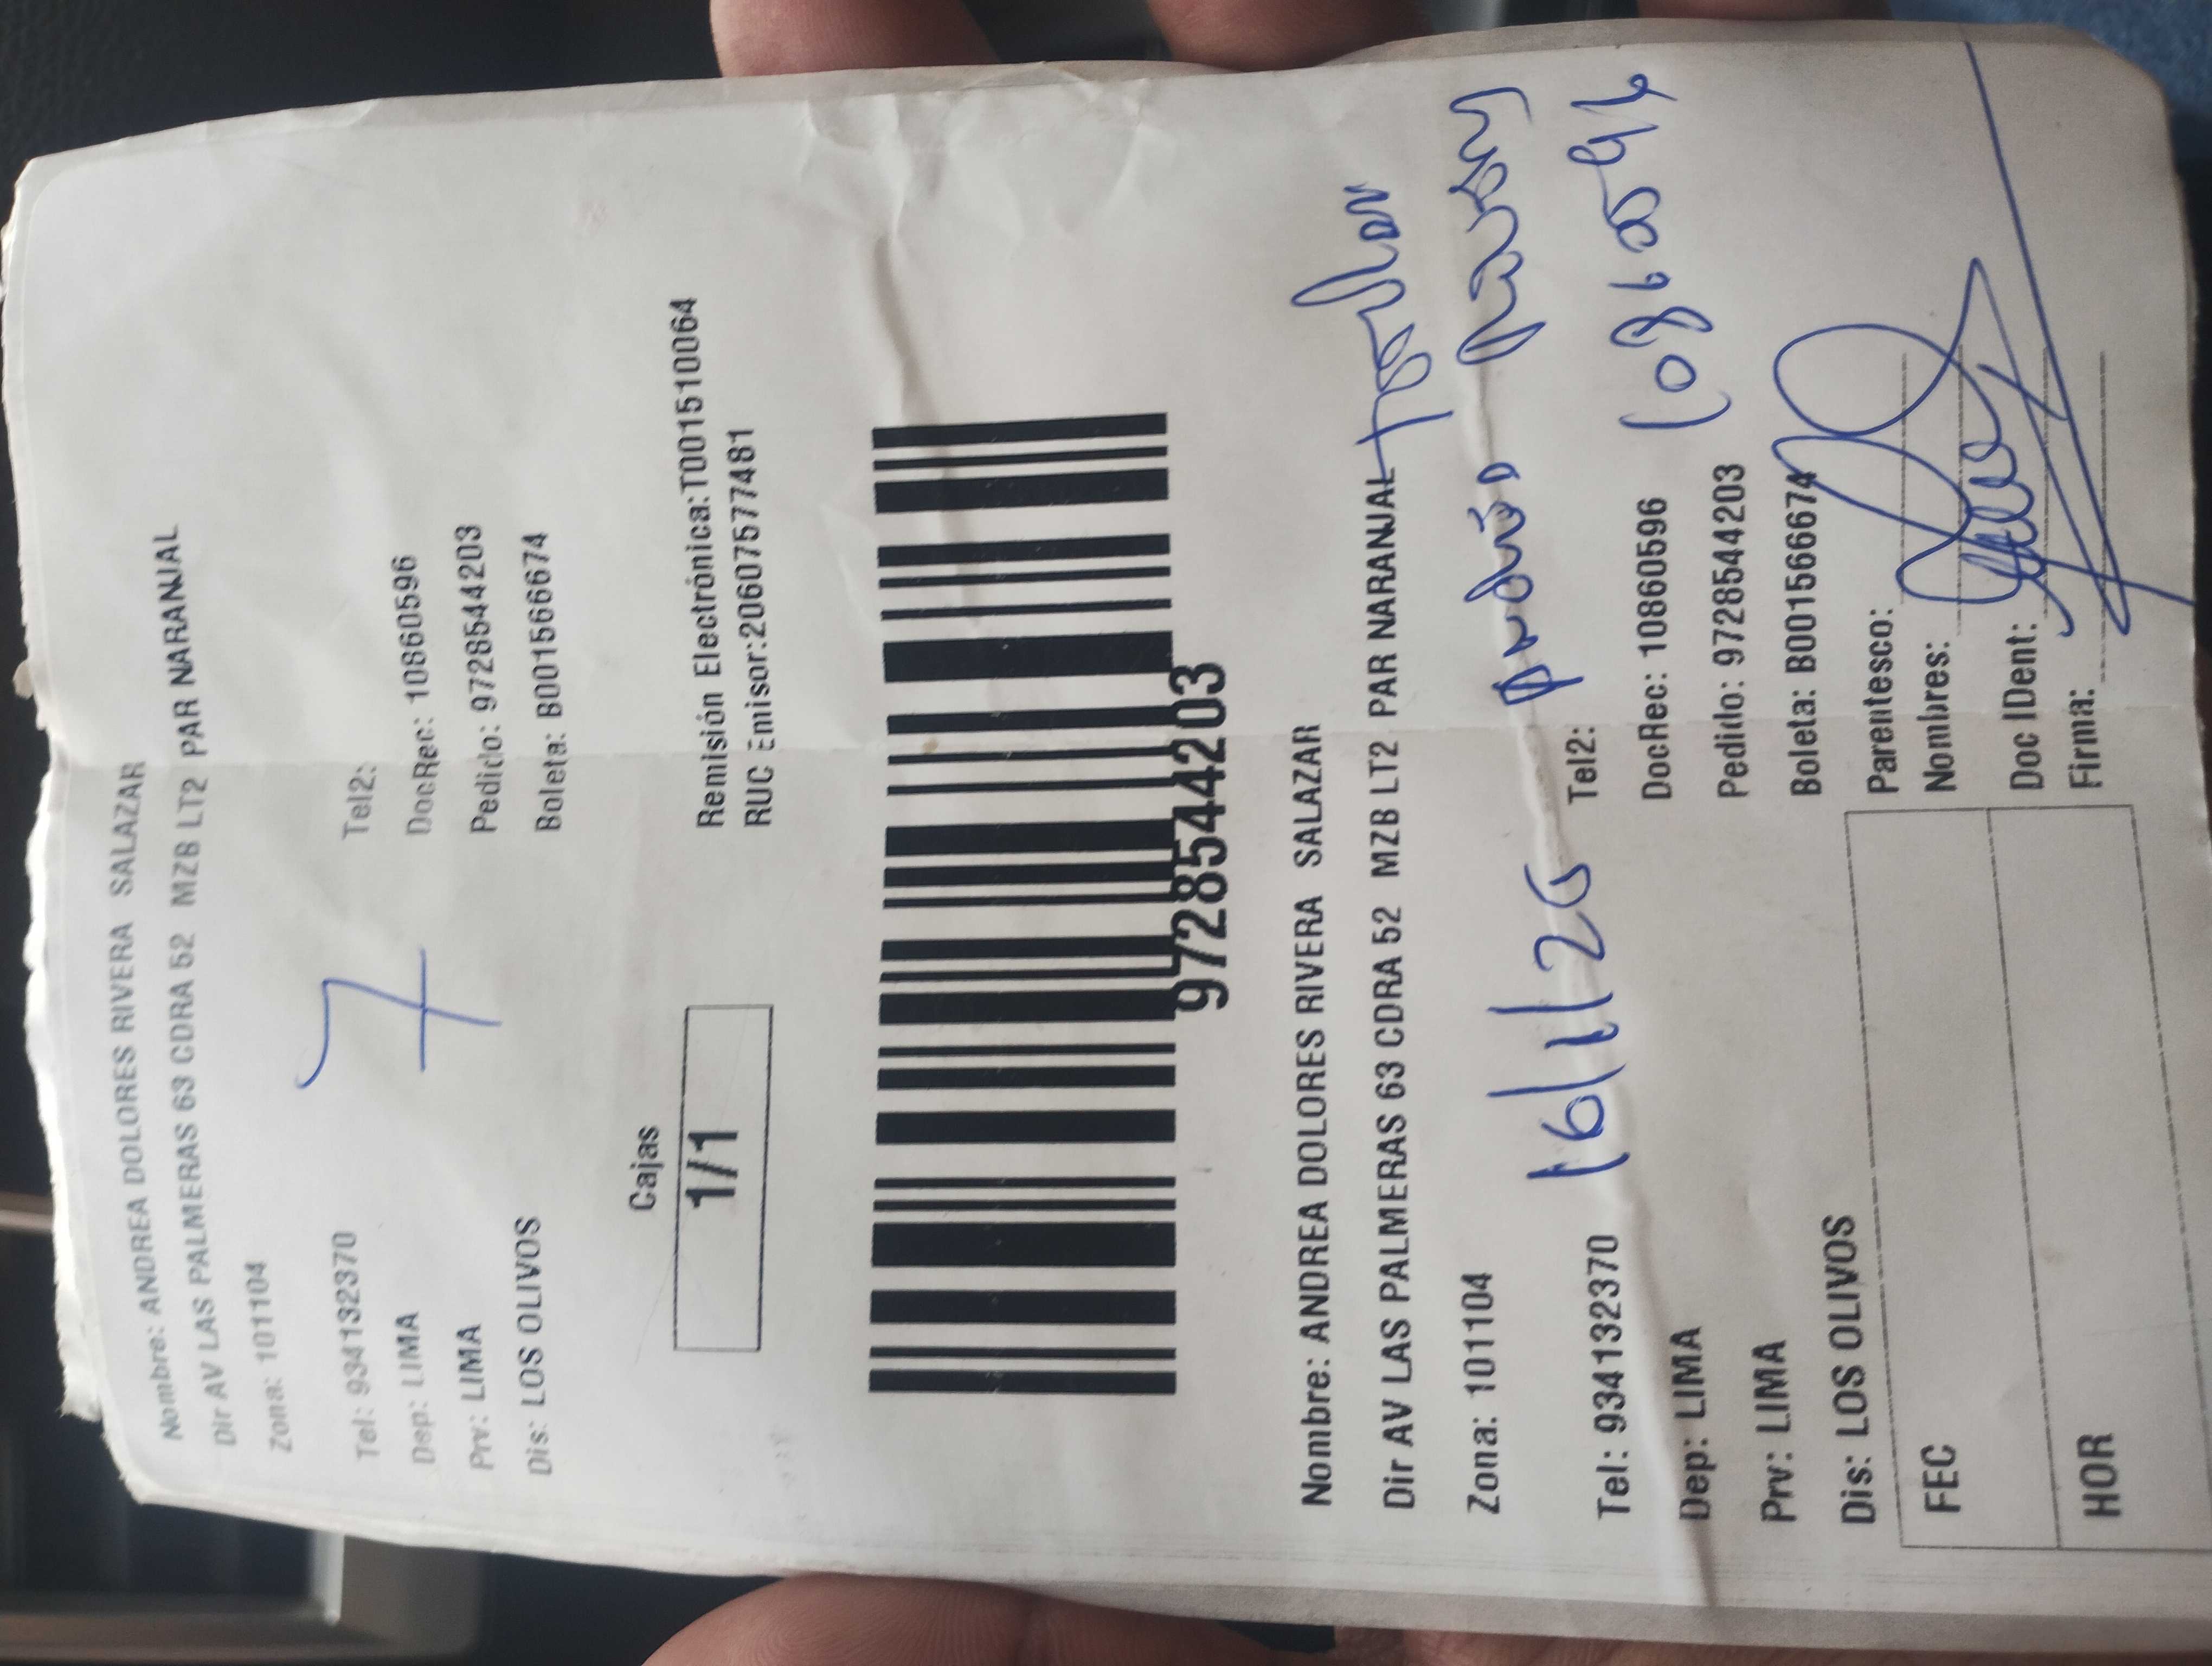 Nombre: ANDREA DOLORES RIVERA SALAZAR
Dir AV LAS PALMERAS 63 CDRA 52 MZB LT2 PAR NARANJAL
Zona: 101104
7
Tel: 934132370 Tel2:
Dep: LIMA DocRec: 10860596
Prv: LIMA Pedido: 9728544203
Dis: LOS OLIVOS Boleta: B001566674
Cajas
1/1
Remisión Electrónica:T001510064
RUC Emisor:20607577481
9728544203
Nombre: ANDREA DOLORES RIVERA SALAZAR
Dir AV LAS PALMERAS 63 CDRA 52 MZB LT2 PAR NARANJAL
Zona: 101104
Tel: 934132370 Tel2:
Dep: LIMA DocRec: 10860596
Prv: LIMA Pedido: 9728544203
Dis: LOS OLIVOS Boleta: B001566674
Parentesco:
FEC Nombres:
Doc IDent:
HOR Firma: